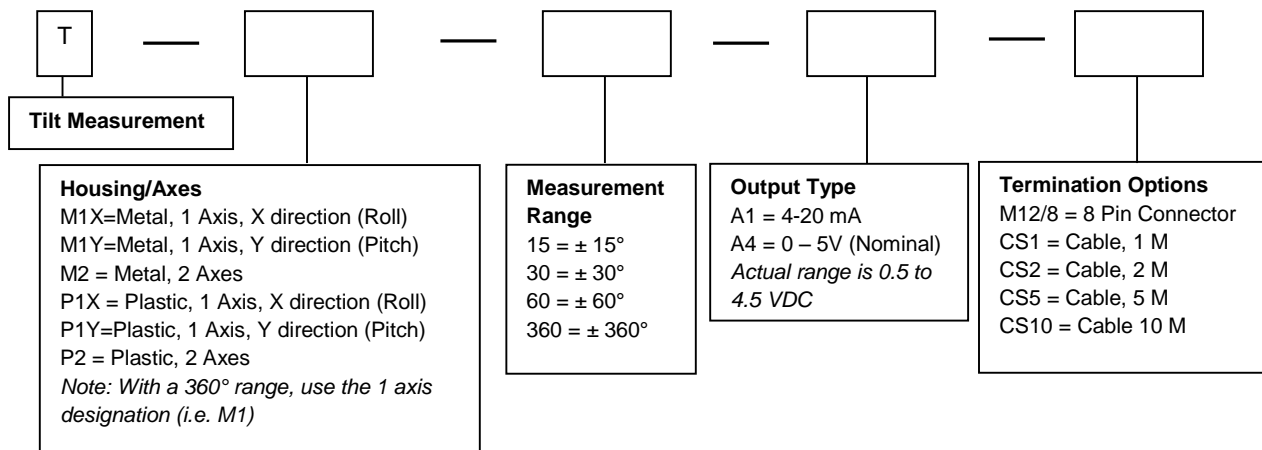 T
Tilt Measurement
Housing/Axes
M1X=Metal, 1 Axis, X direction (Roll)
M1Y=Metal, 1 Axis, Y direction (Pitch)
M2 = Metal, 2 Axes
P1X = Plastic, 1 Axis, X direction (Roll)
P1Y=Plastic, 1 Axis, Y direction (Pitch)
P2 = Plastic, 2 Axes
Note: With a 360° range, use the 1 axis
designation (i.e. M1)
Measurement
Range
15 = ± 15°
30 = ± 30°
60 = ± 60°
360 = ± 360°
Output Type
A1 = 4-20 mA
A4 = 0 – 5V (Nominal)
Actual range is 0.5 to
4.5 VDC
Termination Options
M12/8 = 8 Pin Connector
CS1 = Cable, 1 M
CS2 = Cable, 2 M
CS5 = Cable, 5 M
CS10 = Cable 10 M